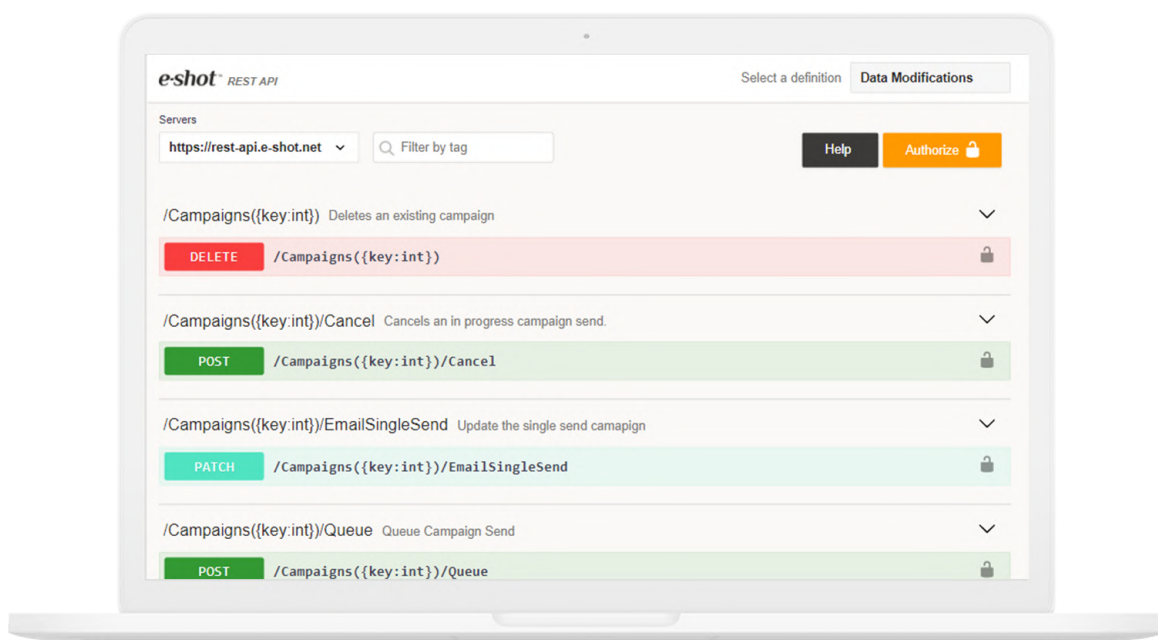 e-shot™ REST API
Select a definition Data Modifications
Servers
https://rest-api.e-shot.net Filter by tag Help Authorize
/Campaigns({key:int}) Deletes an existing campaign
DELETE /Campaigns({key:int})
/Campaigns({key:int})/Cancel Cancels an in progress campaign send.
POST /Campaigns({key:int})/Cancel
/Campaigns({key:int})/EmailSingleSend Update the single send camapign
PATCH /Campaigns({key:int})/EmailSingleSend
/Campaigns({key:int})/Queue Queue Campaign Send
POST /Campaigns({key:int})/Queue